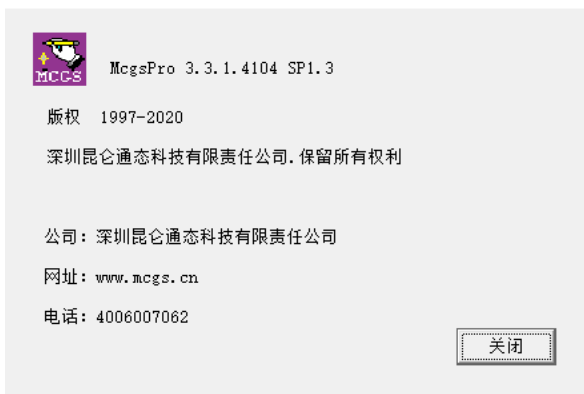 MCGS
McgsPro 3.3.1.4104 SP1.3
版权 1997-2020
深圳昆仑通态科技有限责任公司.保留所有权利
公司：深圳昆仑通态科技有限责任公司
网址：www.mcgs.cn
电话：4006007062
关闭